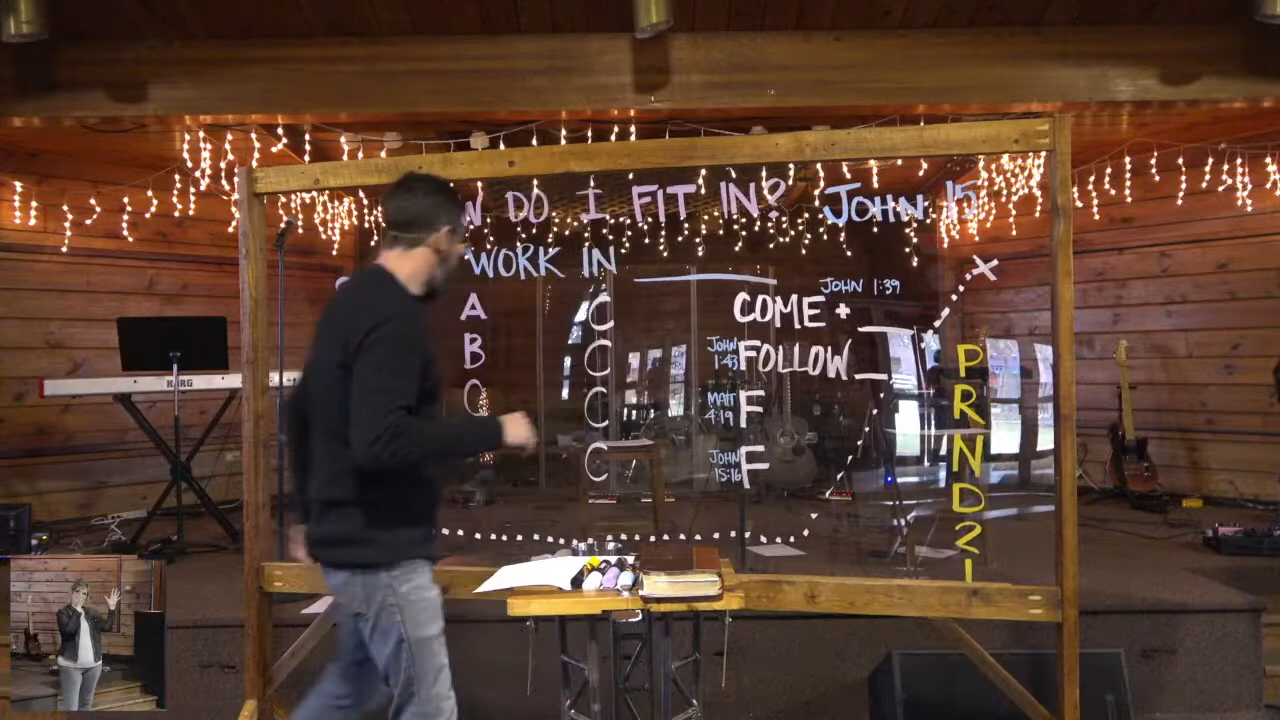 DO I FIT IN? JOHN 15
WORK IN
JOHN 1:39
A C COME +
B C JOHN 1:43 FOLLOW
C C MATT 4:19 F
C JOHN 15:16 F
P
R
N
D
2
1
KORG